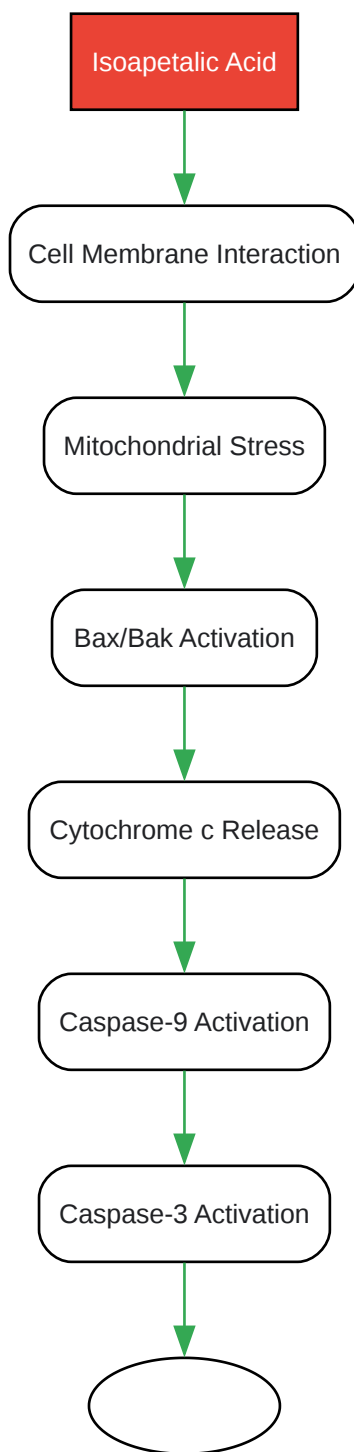 Isoapetalic Acid
Cell Membrane Interaction
Mitochondrial Stress
Bax/Bak Activation
Cytochrome c Release
Caspase-9 Activation
Caspase-3 Activation